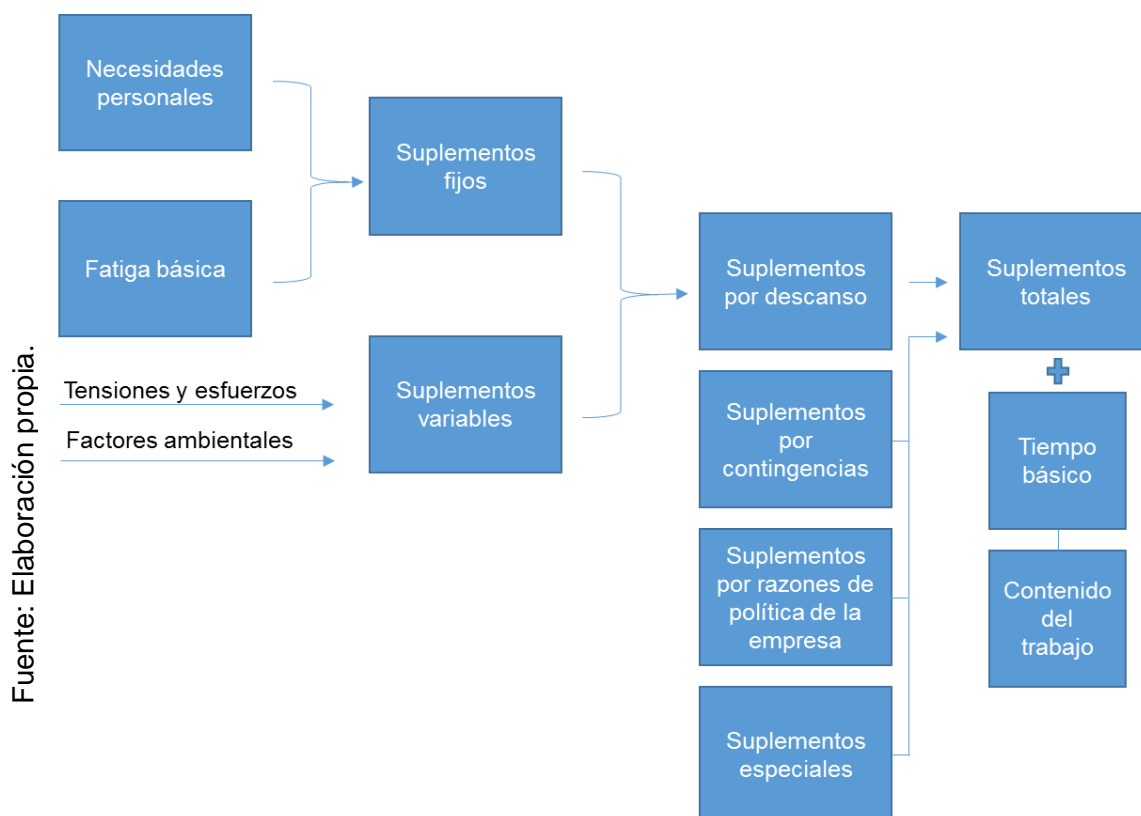 Necesidades
personales
Fatiga básica
Tensiones y esfuerzos
Factores ambientales
Suplementos
fijos
Suplementos
variables
Suplementos
por descanso
Suplementos
por
contingencias
Suplementos
por razones de
política de la
empresa
Suplementos
especiales
Suplementos
totales
Tiempo
básico
Contenido
del
trabajo
Fuente: Elaboración propia.